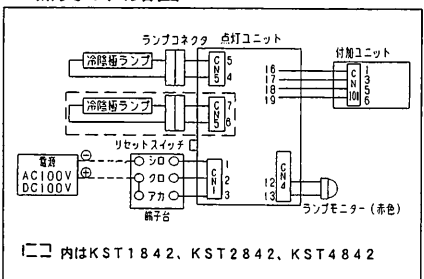 ランプコネクタ 点灯ユニット
付加ユニット
冷陰極ランプ
CN5
5
4
16
17
18
19
CN101
1
3
5
6
冷陰極ランプ
CN5
7
6
リセットスイッチ
電源
AC100V
DC100V
⊖
⊕
シロ
クロ
アカ
端子台
CN1
1
2
3
12
13
CN4
ランプモニター(赤色)
内はKST1842、KST2842、KST4842